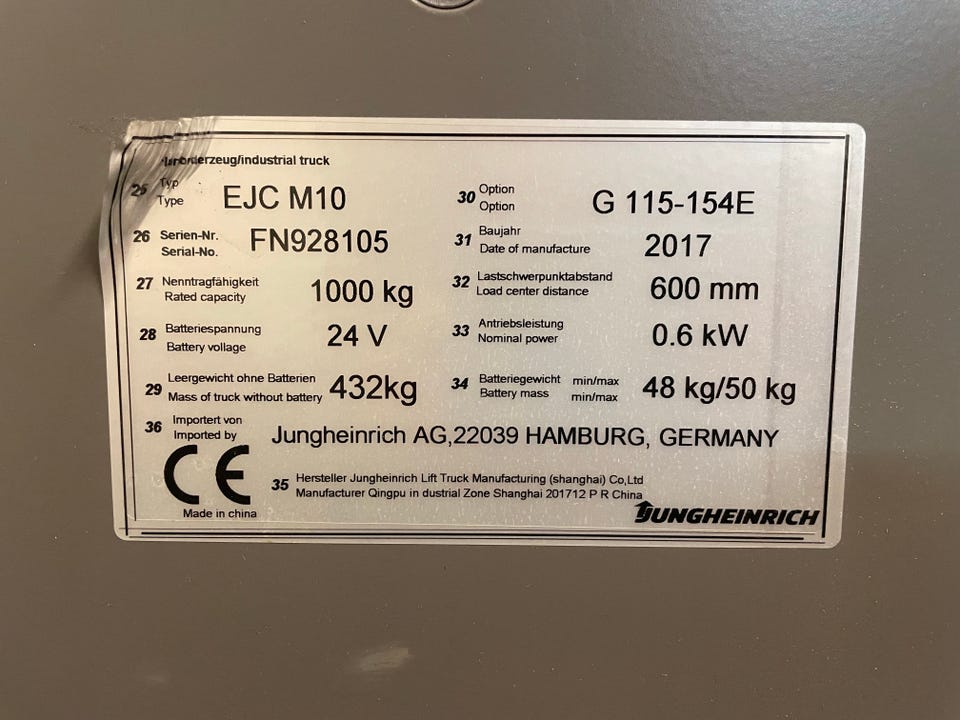 erzeug/industrial truck
25 Typ Type EJC M10 30 Option Option G 115-154E
26 Serien-Nr. Serial-No. FN928105 31 Baujahr Date of manufacture 2017
27 Nenntragfähigkeit Rated capacity 1000 kg 32 Lastschwerpunktabstand Load center distance 600 mm
28 Batteriespannung Battery vollage 24 V 33 Antriebsleistung Nominal power 0.6 kW
29 Leergewicht ohne Batterien Mass of truck without battery 432kg 34 Batteriegewicht min/max Battery mass min/max 48 kg/50 kg
36 Importert von Imported by Jungheinrich AG,22039 HAMBURG, GERMANY
CE Made in china
35 Hersteller Jungheinrich Lift Truck Manufacturing (shanghai) Co,Ltd
Manufacturer Qingpu in dustrial Zone Shanghai 201712 P R China
JUNGHEINRICH